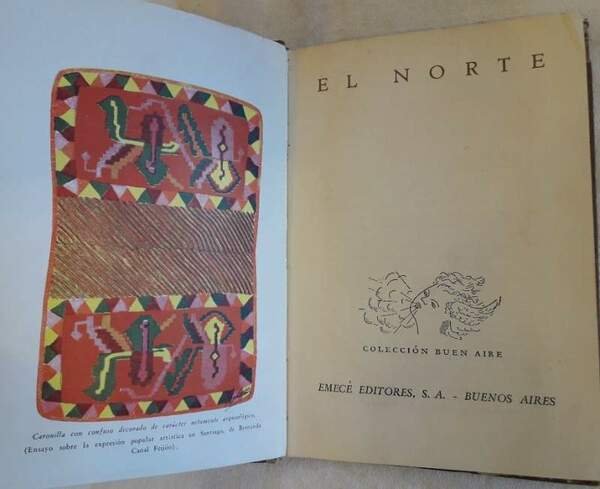 Caronilla con confuso decorado de carácter netamente arqueológico.
(Ensayo sobre la expresión popular artística en Santiago, de Bernardo
Canal Feijóo).
EL NORTE
COLECCIÓN BUEN AIRE
EMECÉ EDITORES, S. A. - BUENOS AIRES